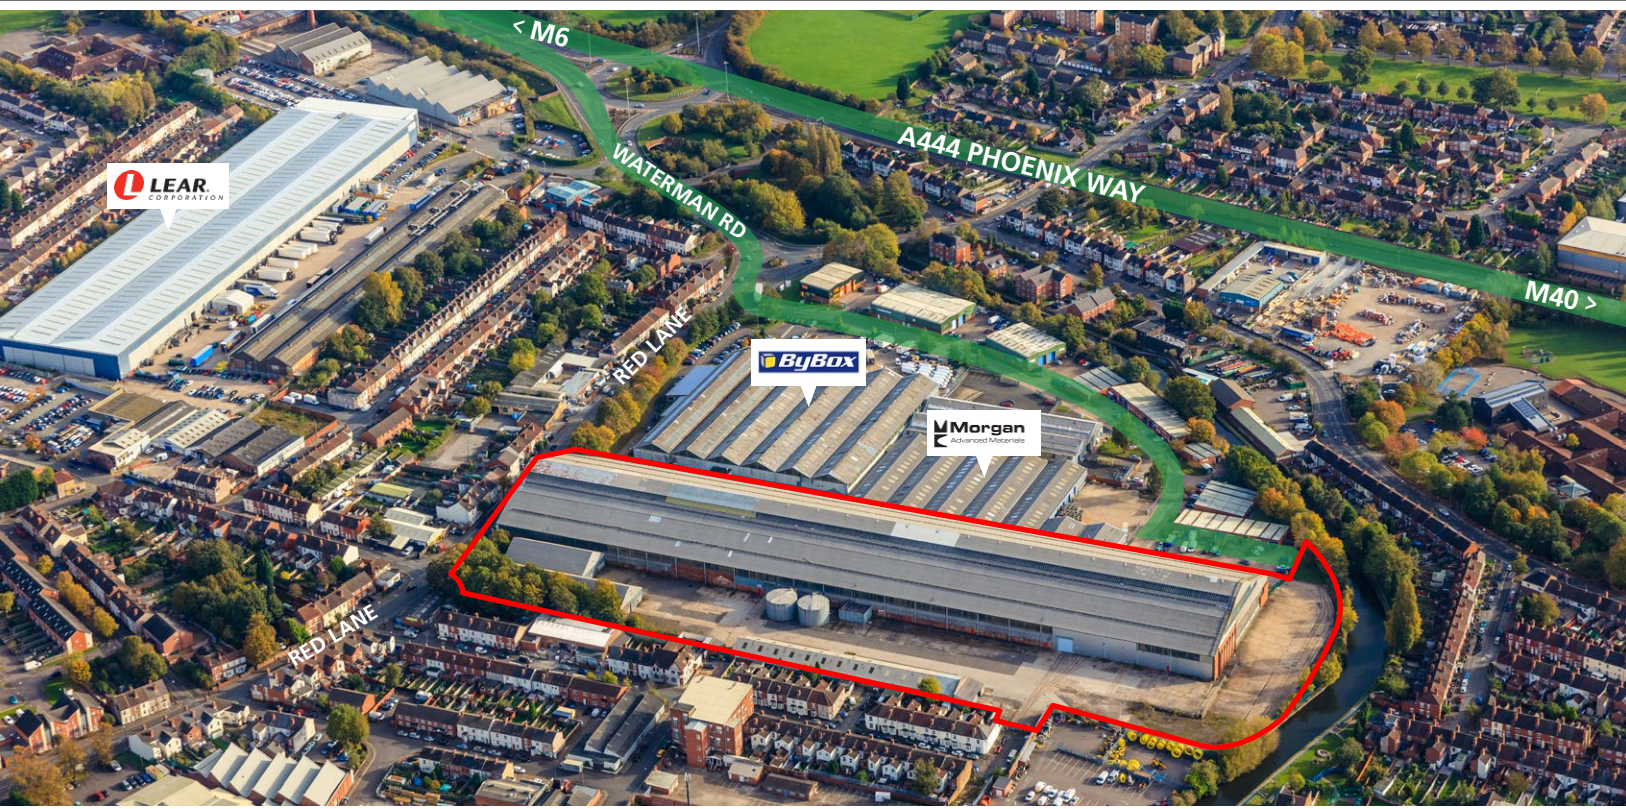 < M6
A444 PHOENIX WAY
WATERMAN RD
LEAR.
CORPORATION
M40 >
RED LANE
ByBox
Morgan
Advanced Materials
RED LANE